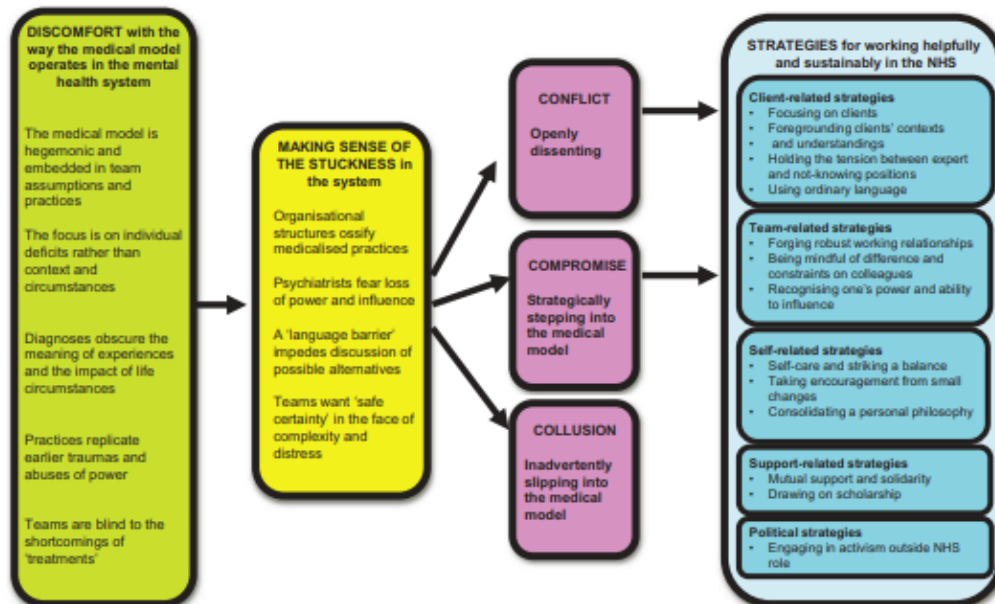 DISCOMFORT with the
way the medical model
operates in the mental
health system
The medical model is
hegemonic and
embedded in team
assumptions and
practices
The focus is on individual
deficits rather than
context and
circumstances
Diagnoses obscure the
meaning of experiences
and the impact of life
circumstances
Practices replicate
earlier traumas and
abuses of power
Teams are blind to the
shortcomings of
'treatments'
MAKING SENSE OF
THE STUCKNESS in
the system
Organisational
structures ossify
medicalised practices
Psychiatrists fear loss
of power and influence
A 'language barrier'
impedes discussion of
possible alternatives
Teams want 'safe
certainty' in the face of
complexity and
distress
CONFLICT
Openly
dissenting
COMPROMISE
Strategically
stepping into
the medical
model
COLLUSION
Inadvertently
slipping into
the medical
model
STRATEGIES for working helpfully
and sustainably in the NHS
Client-related strategies
• Focusing on clients
• Foregrounding clients' contexts
• and understandings
• Holding the tension between expert
and not-knowing positions
• Using ordinary language
Team-related strategies
• Forging robust working relationships
• Being mindful of difference and
constraints on colleagues
• Recognising one's power and ability
to influence
Self-related strategies
• Self-care and striking a balance
• Taking encouragement from small
changes
• Consolidating a personal philosophy
Support-related strategies
• Mutual support and solidarity
• Drawing on scholarship
Political strategies
• Engaging in activism outside NHS
role